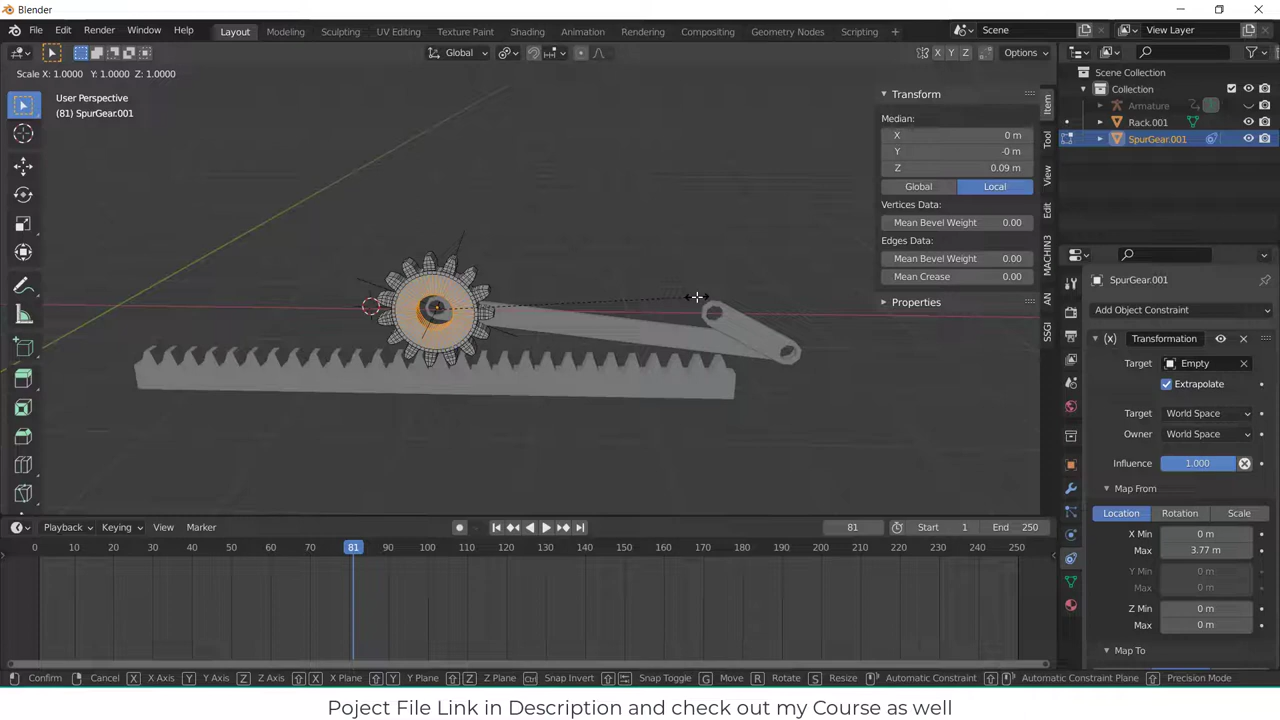 Blender
File Edit Render Window Help Layout Modeling Sculpting UV Editing Texture Paint Shading Animation Rendering Compositing Geometry Nodes Scripting + Scene View Layer
Global X Y Z Options
Scale X: 1.0000 Y: 1.0000 Z: 1.0000
User Perspective
(81) SpurGear.001
Transform
Median:
X 0 m
Y -0 m
Z 0.09 m
Global Local
Vertices Data:
Mean Bevel Weight 0.00
Edges Data:
Mean Bevel Weight 0.00
Mean Crease 0.00
Properties
Item
Tool
View
Edit
MACHIN3
AN
SSGI
Scene Collection
Collection
Armature
Rack.001
SpurGear.001
SpurGear.001
Add Object Constraint
(x) Transformation
Target Empty
Extrapolate
Target World Space
Owner World Space
Influence 1.000
Map From
Location Rotation Scale
X Min 0 m
Max 3.77 m
Y Min 0 m
Max 0 m
Z Min 0 m
Max 0 m
Map To
Playback Keying View Marker 81 Start 1 End 250
0 10 20 30 40 50 60 70 81 90 100 110 120 130 140 150 160 170 180 190 200 210 220 230 240 250
Confirm Cancel X X Axis Y Y Axis Z Z Axis X X Plane Y Y Plane Z Z Plane Ctrl Snap Invert Snap Toggle G Move R Rotate S Resize Automatic Constraint Automatic Constraint Plane Precision Mode
Poject File Link in Description and check out my Course as well